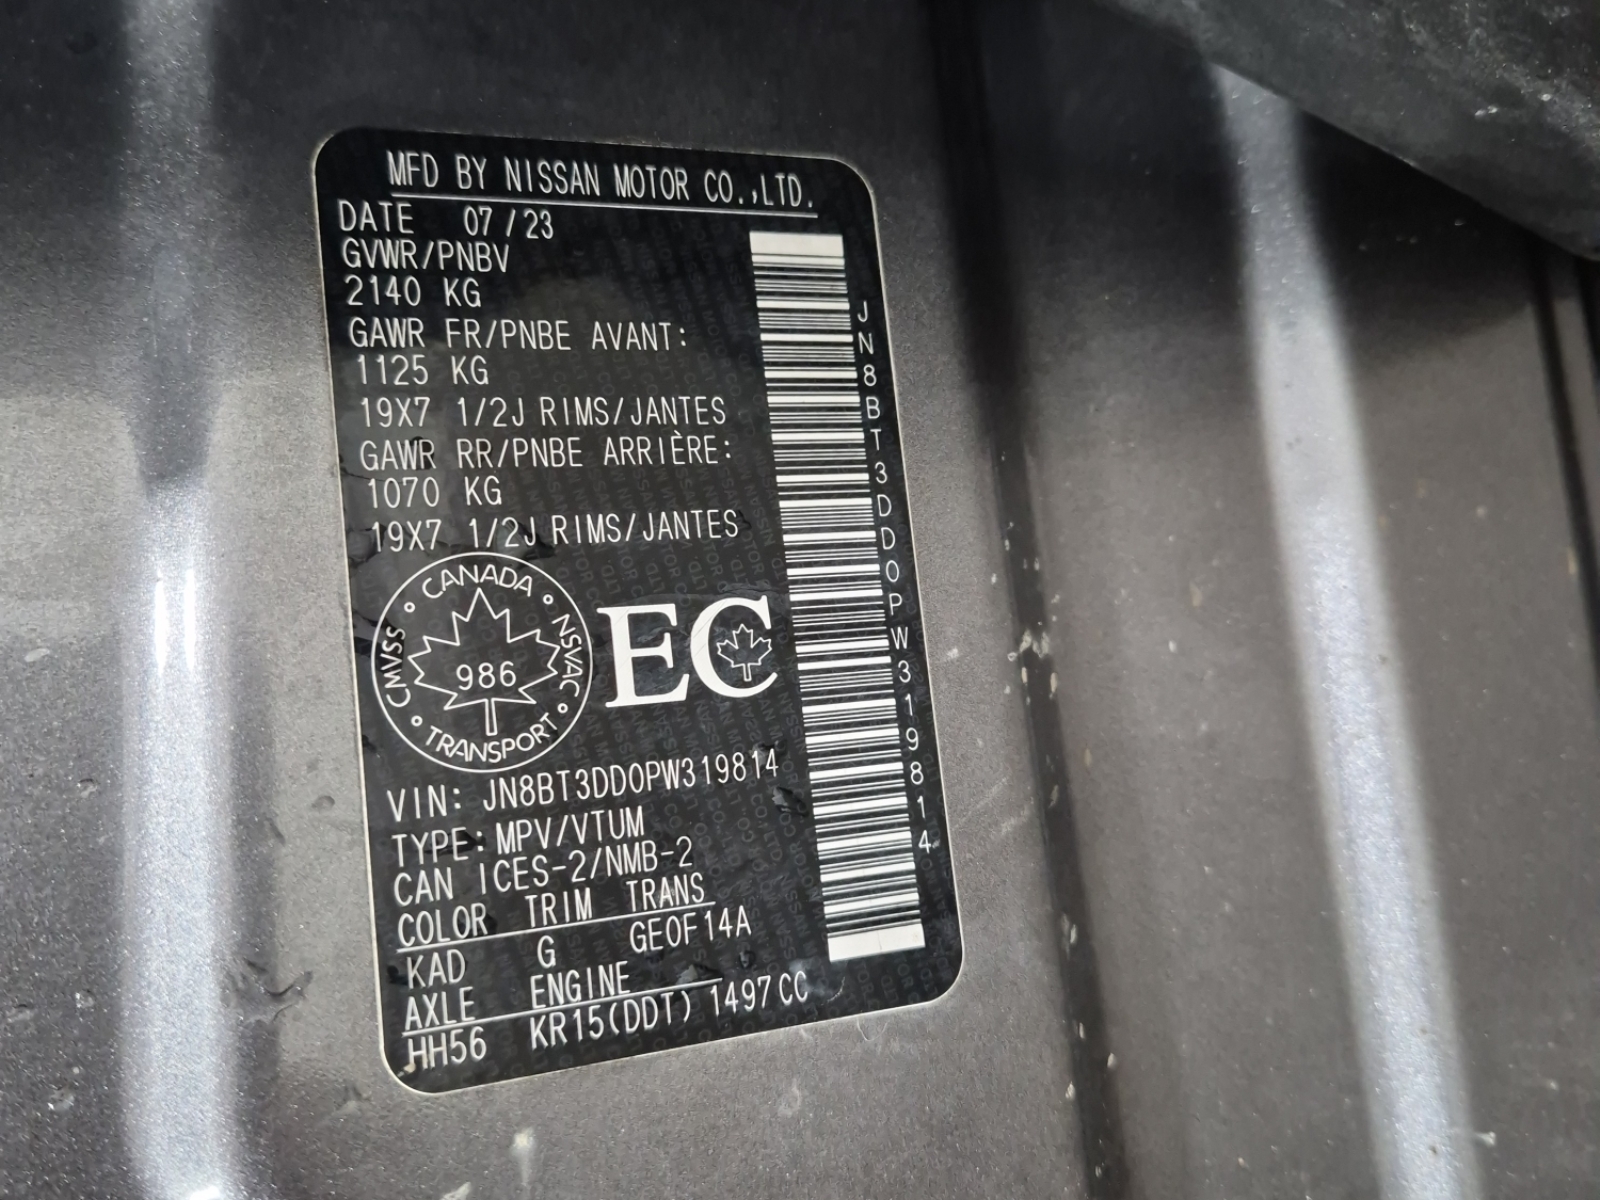 MFD BY NISSAN MOTOR CO.,LTD.
DATE 07/23
GVWR/PNBV
2140 KG
GAWR FR/PNBE AVANT:
1125 KG
19X7 1/2J RIMS/JANTES
GAWR RR/PNBE ARRIÈRE:
1070 KG
19X7 1/2J RIMS/JANTES
CANADA
CMVSS 986 NSVAC
TRANSPORT
EC
VIN: JN8BT3DD0PW319814
TYPE: MPV/VTUM
CAN ICES-2/NMB-2
COLOR TRIM TRANS
KAD G GE0F14A
AXLE ENGINE
HH56 KR15(DDT) 1497CC
JN8BT3DD0PW319814